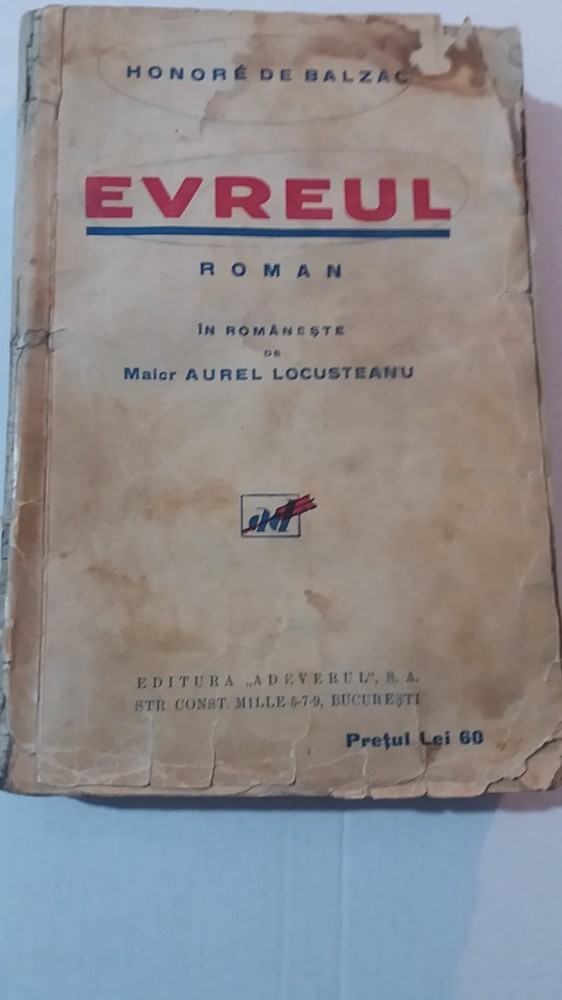 HONORÉ DE BALZAC
EVREUL
ROMAN
ÎN ROMÂNEȘTE
DE
Maior AUREL LOCUSTEANU
EDITURA „ADEVERUL", S. A.
STR CONST. MILLE 5-7-9, BUCUREȘTI
Prețul Lei 60